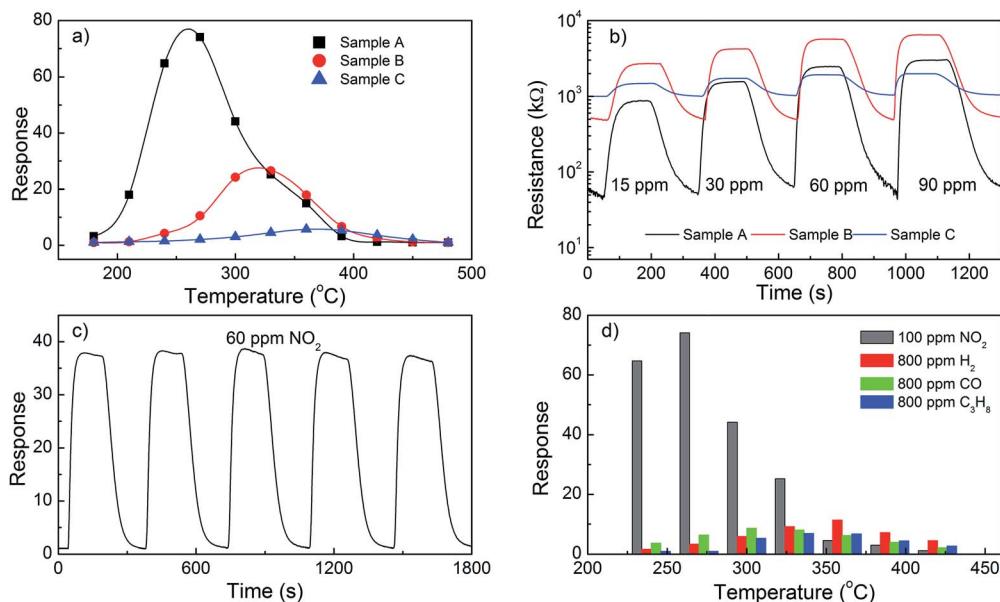 a)
Sample A
Sample B
Sample C
80
60
40
20
0
Response
200 250 300 350 400 450 500
Temperature (°C)
b)
10⁴
10³
10²
10¹
Resistance (kΩ)
15 ppm 30 ppm 60 ppm 90 ppm
Sample A Sample B Sample C
0 200 400 600 800 1000 1200
Time (s)
c)
60 ppm NO₂
40
30
20
10
0
Response
0 600 1200 1800
Time (s)
d)
100 ppm NO₂
800 ppm H₂
800 ppm CO
800 ppm C₃H₈
80
60
40
20
0
Response
200 250 300 350 400 450
Temperature (°C)